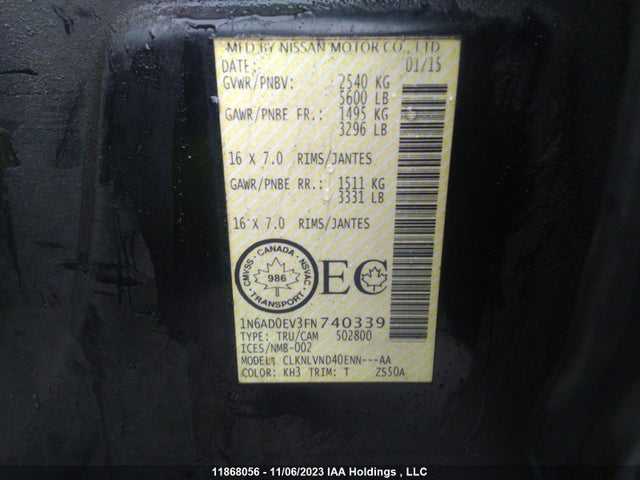 MFD BY NISSAN MOTOR CO., LTD
DATE: 01/15
GVWR/PNBV: 2540 KG
5600 LB
GAWR/PNBE FR.: 1495 KG
3296 LB
16 X 7.0 RIMS/JANTES
GAWR/PNBE RR.: 1511 KG
3331 LB
16 X 7.0 RIMS/JANTES
CMVSS - CANADA - NSVAC
986
TRANSPORT
EC
1N6AD0EV3FN740339
TYPE: TRU/CAM 502800
ICES/NMB-002
MODEL: CLKNLVND40ENN---AA
COLOR: KH3 TRIM: T ZS50A
11868056 - 11/06/2023 IAA Holdings , LLC